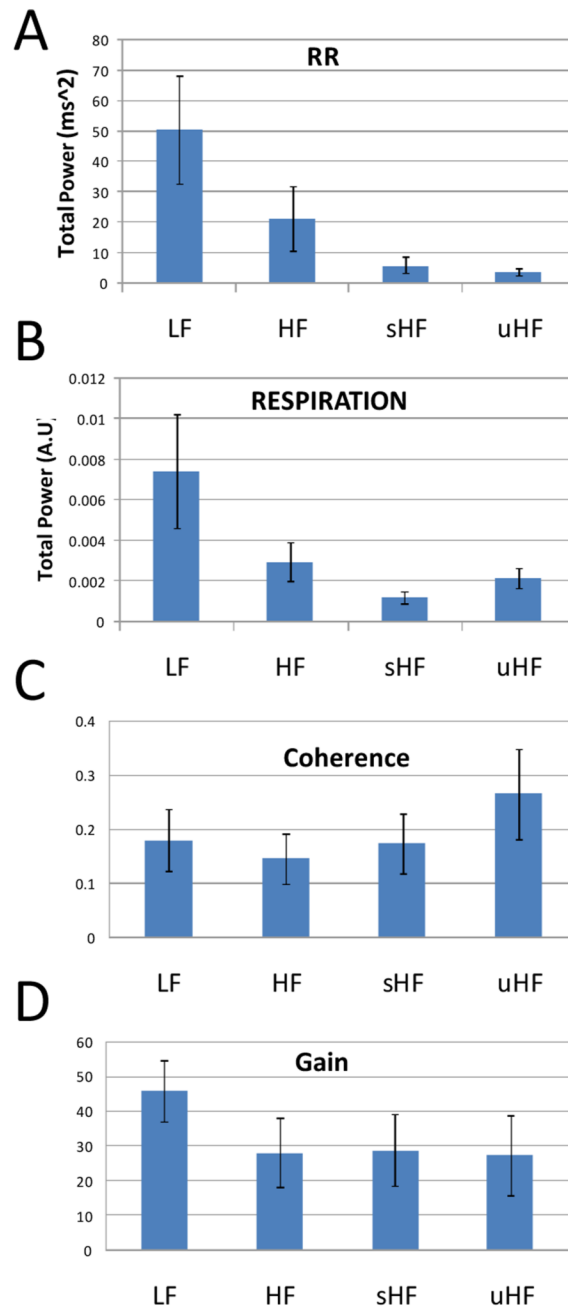 A
RR
Total Power (ms^2)
80
70
60
50
40
30
20
10
0
LF HF sHF uHF
B
RESPIRATION
Total Power (A.U
0.012
0.01
0.008
0.006
0.004
0.002
0
LF HF sHF uHF
C
Coherence
0.4
0.3
0.2
0.1
0
LF HF sHF uHF
D
Gain
60
50
40
30
20
10
0
LF HF sHF uHF